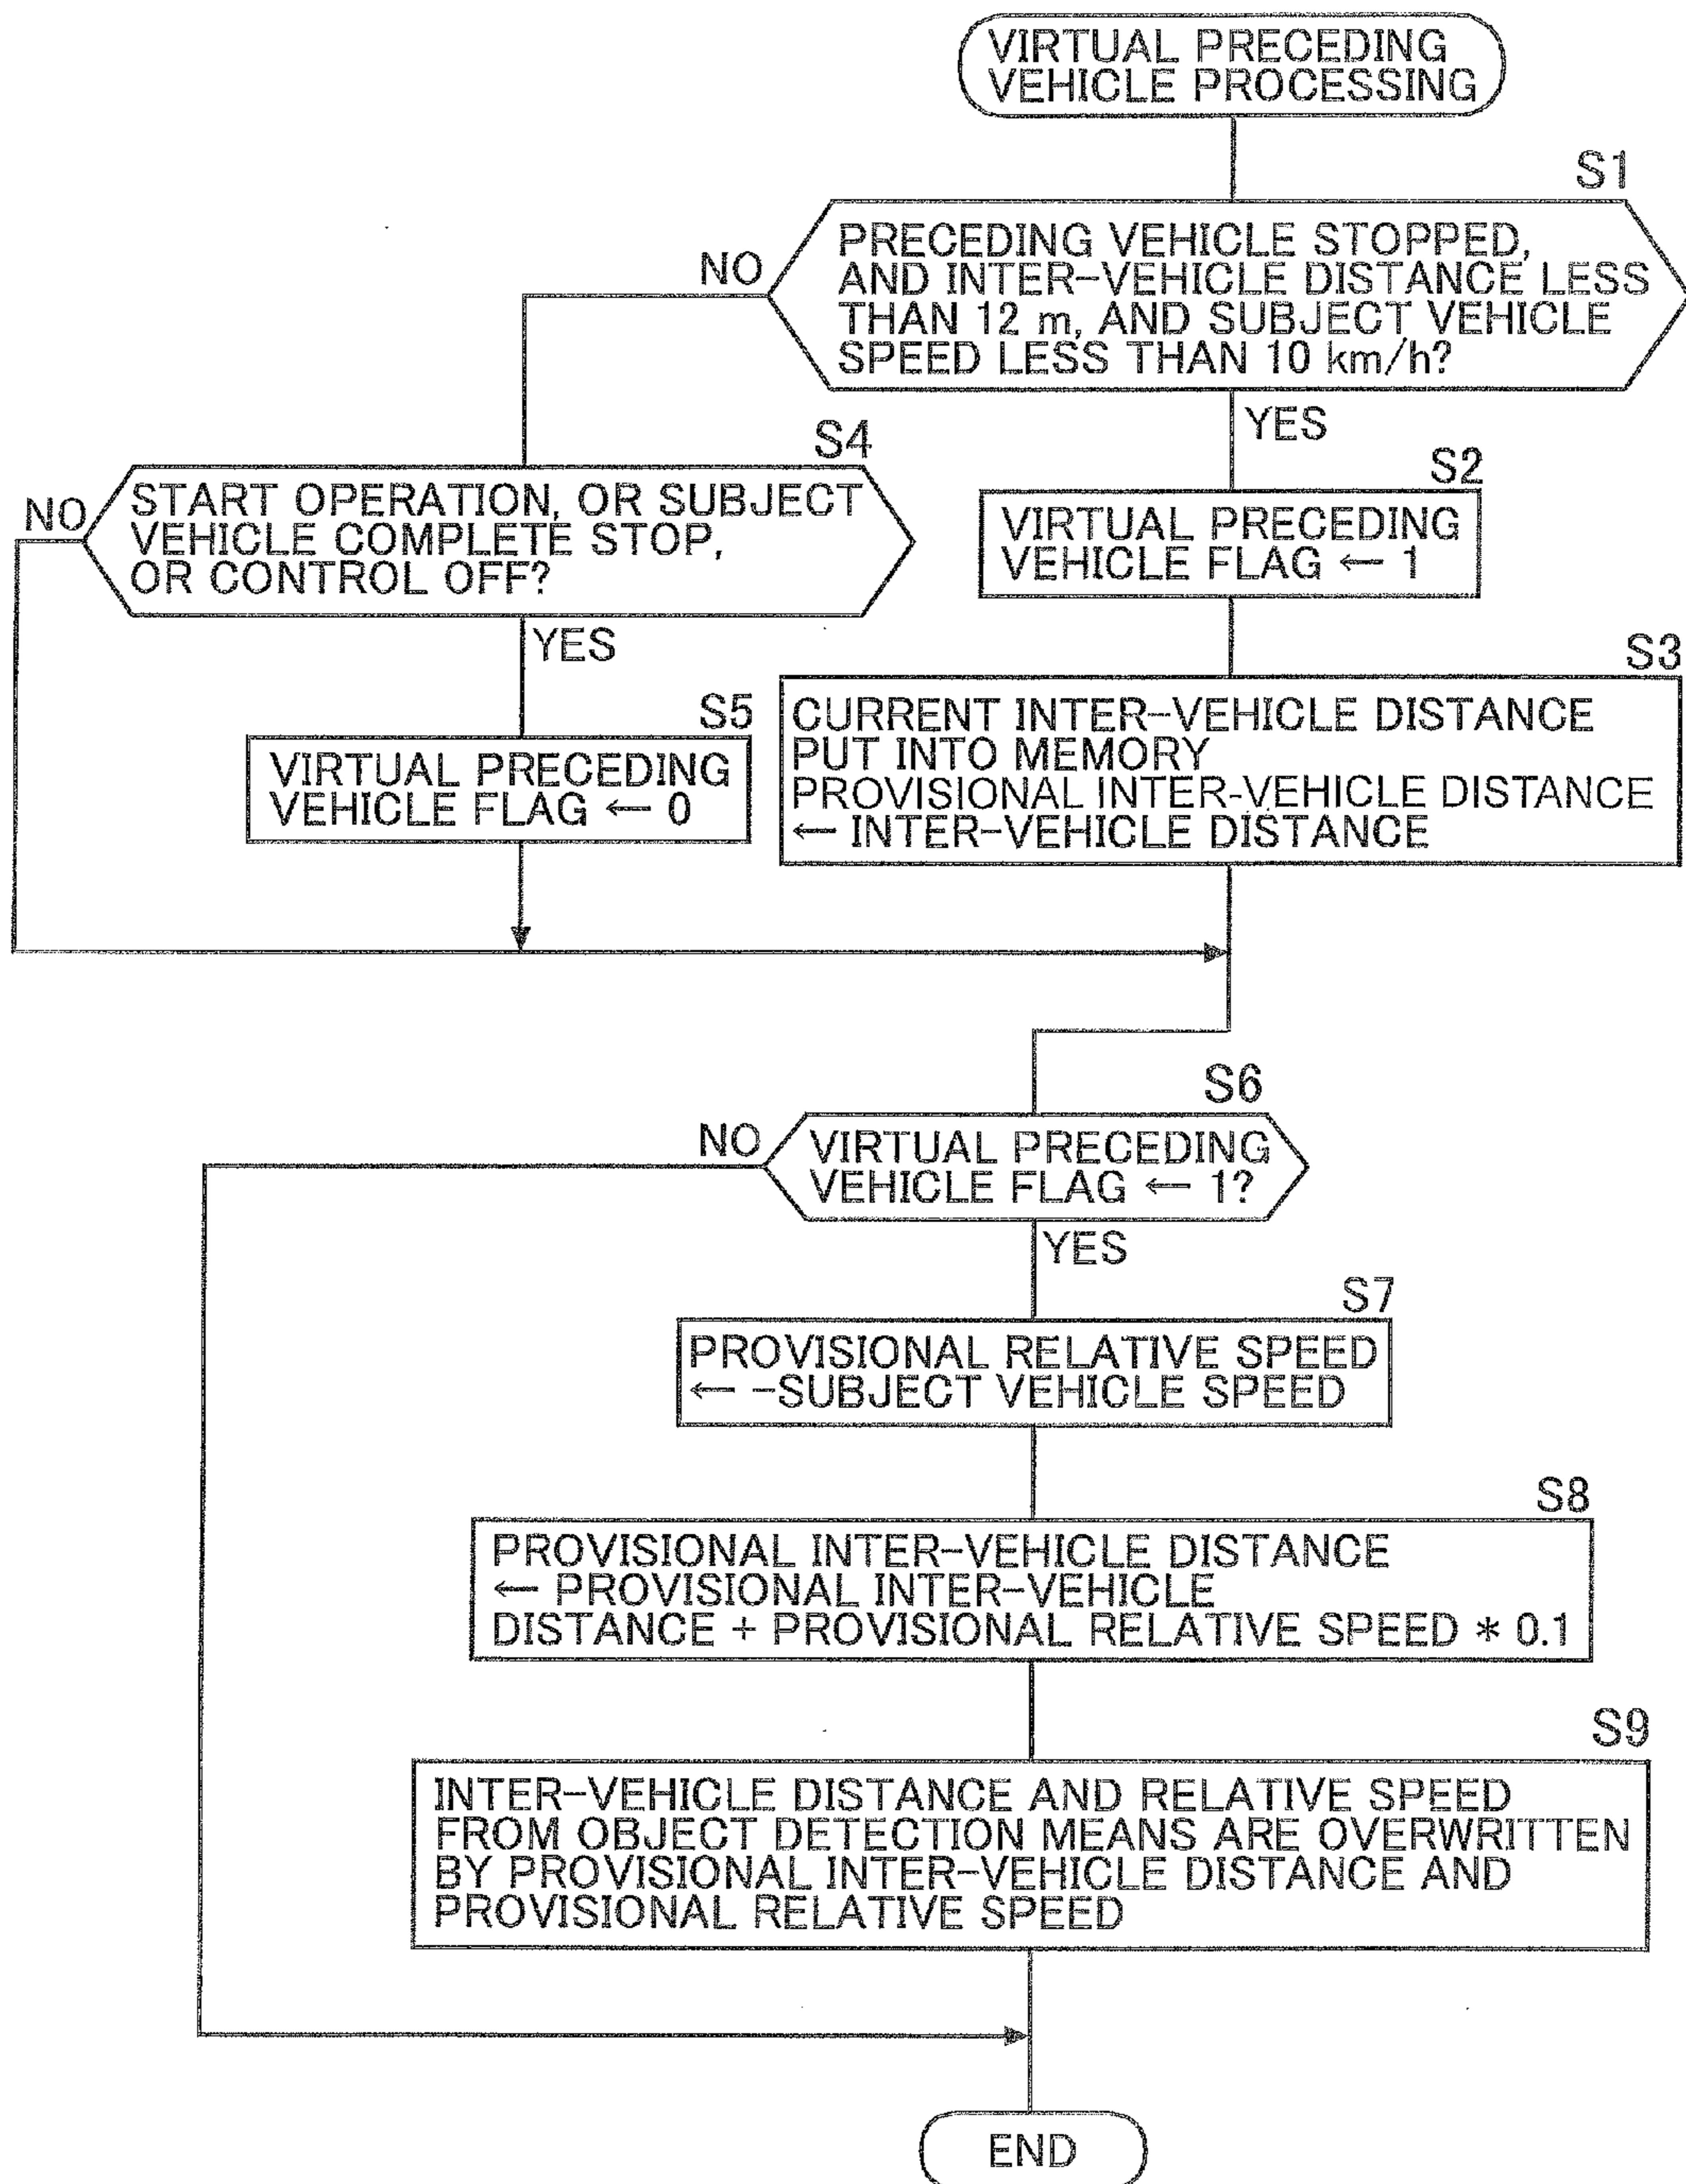 VIRTUAL PRECEDING
VEHICLE PROCESSING
S1
PRECEDING VEHICLE STOPPED,
AND INTER-VEHICLE DISTANCE LESS
THAN 12 m, AND SUBJECT VEHICLE
SPEED LESS THAN 10 km/h?
NO
YES
S4
START OPERATION, OR SUBJECT
VEHICLE COMPLETE STOP,
OR CONTROL OFF?
NO
YES
S2
VIRTUAL PRECEDING
VEHICLE FLAG ← 1
S3
CURRENT INTER-VEHICLE DISTANCE
PUT INTO MEMORY
PROVISIONAL INTER-VEHICLE DISTANCE
← INTER-VEHICLE DISTANCE
S5
VIRTUAL PRECEDING
VEHICLE FLAG ← 0
S6
NO
VIRTUAL PRECEDING
VEHICLE FLAG ← 1?
YES
S7
PROVISIONAL RELATIVE SPEED
← -SUBJECT VEHICLE SPEED
S8
PROVISIONAL INTER-VEHICLE DISTANCE
← PROVISIONAL INTER-VEHICLE
DISTANCE + PROVISIONAL RELATIVE SPEED * 0.1
S9
INTER-VEHICLE DISTANCE AND RELATIVE SPEED
FROM OBJECT DETECTION MEANS ARE OVERWRITTEN
BY PROVISIONAL INTER-VEHICLE DISTANCE AND
PROVISIONAL RELATIVE SPEED
END